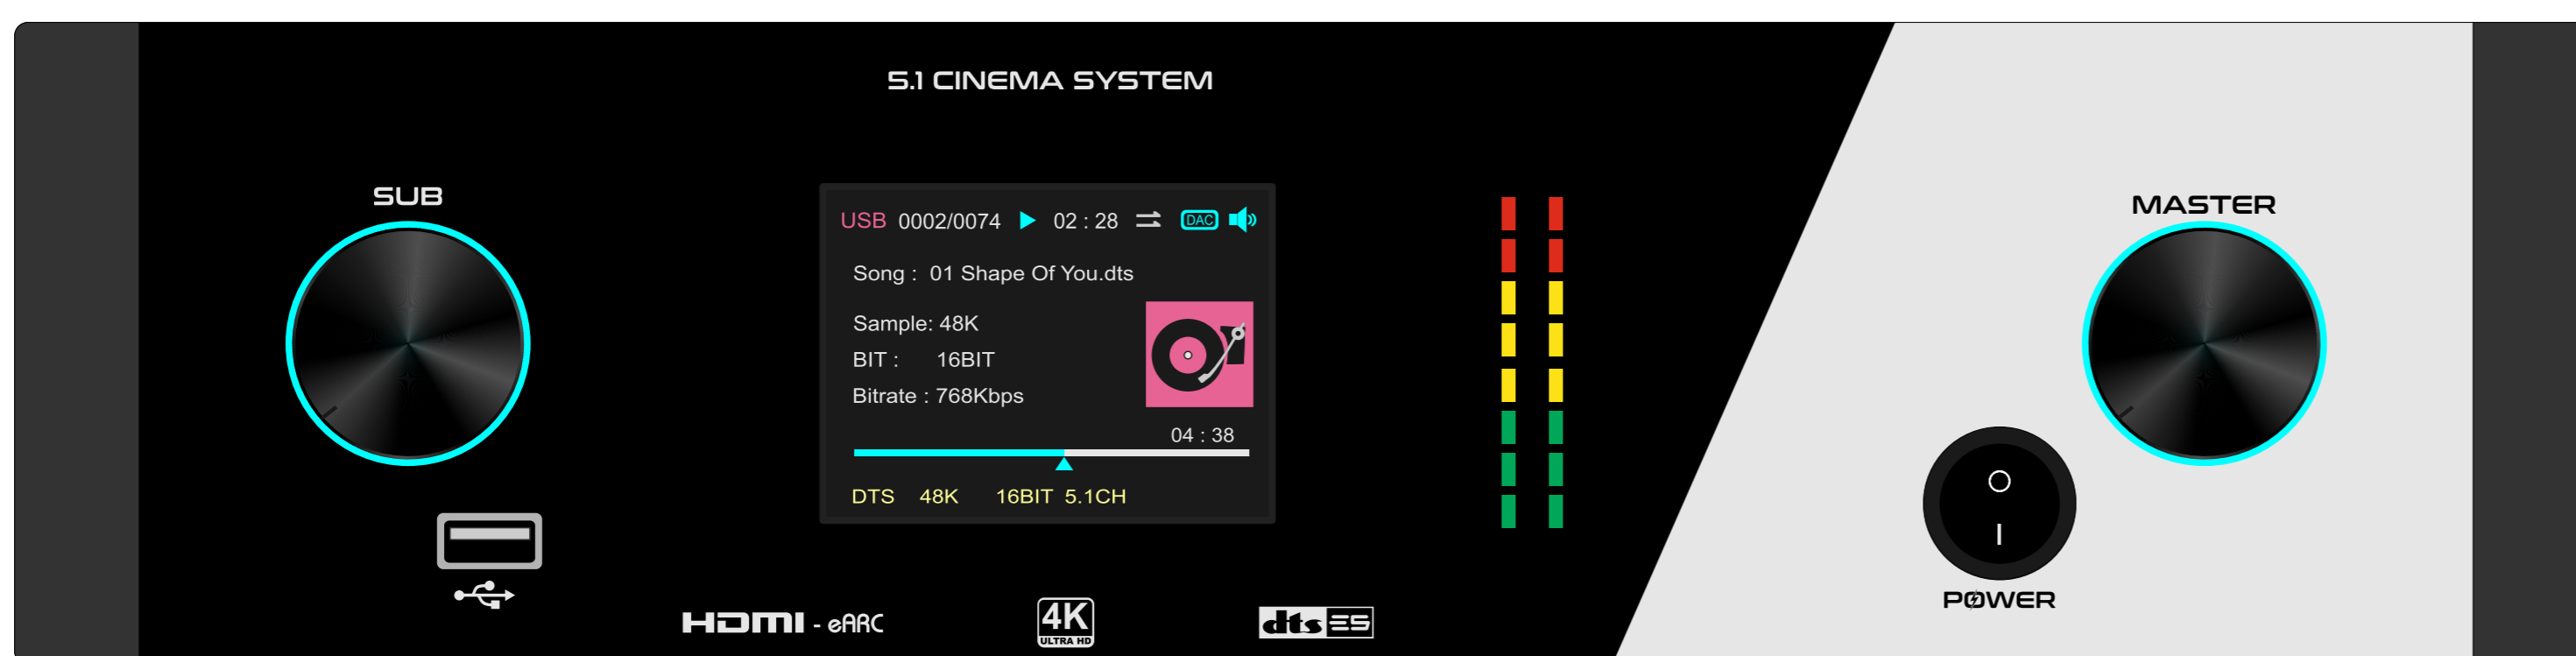 5.1 CINEMA SYSTEM
SUB
MASTER
USB 0002/0074 02 : 28 DAC
Song : 01 Shape Of You.dts
Sample: 48K
BIT : 16BIT
Bitrate : 768Kbps
04 : 38
DTS 48K 16BIT 5.1CH
POWER
HDMI - eARC
4K
ULTRA HD
dts ES